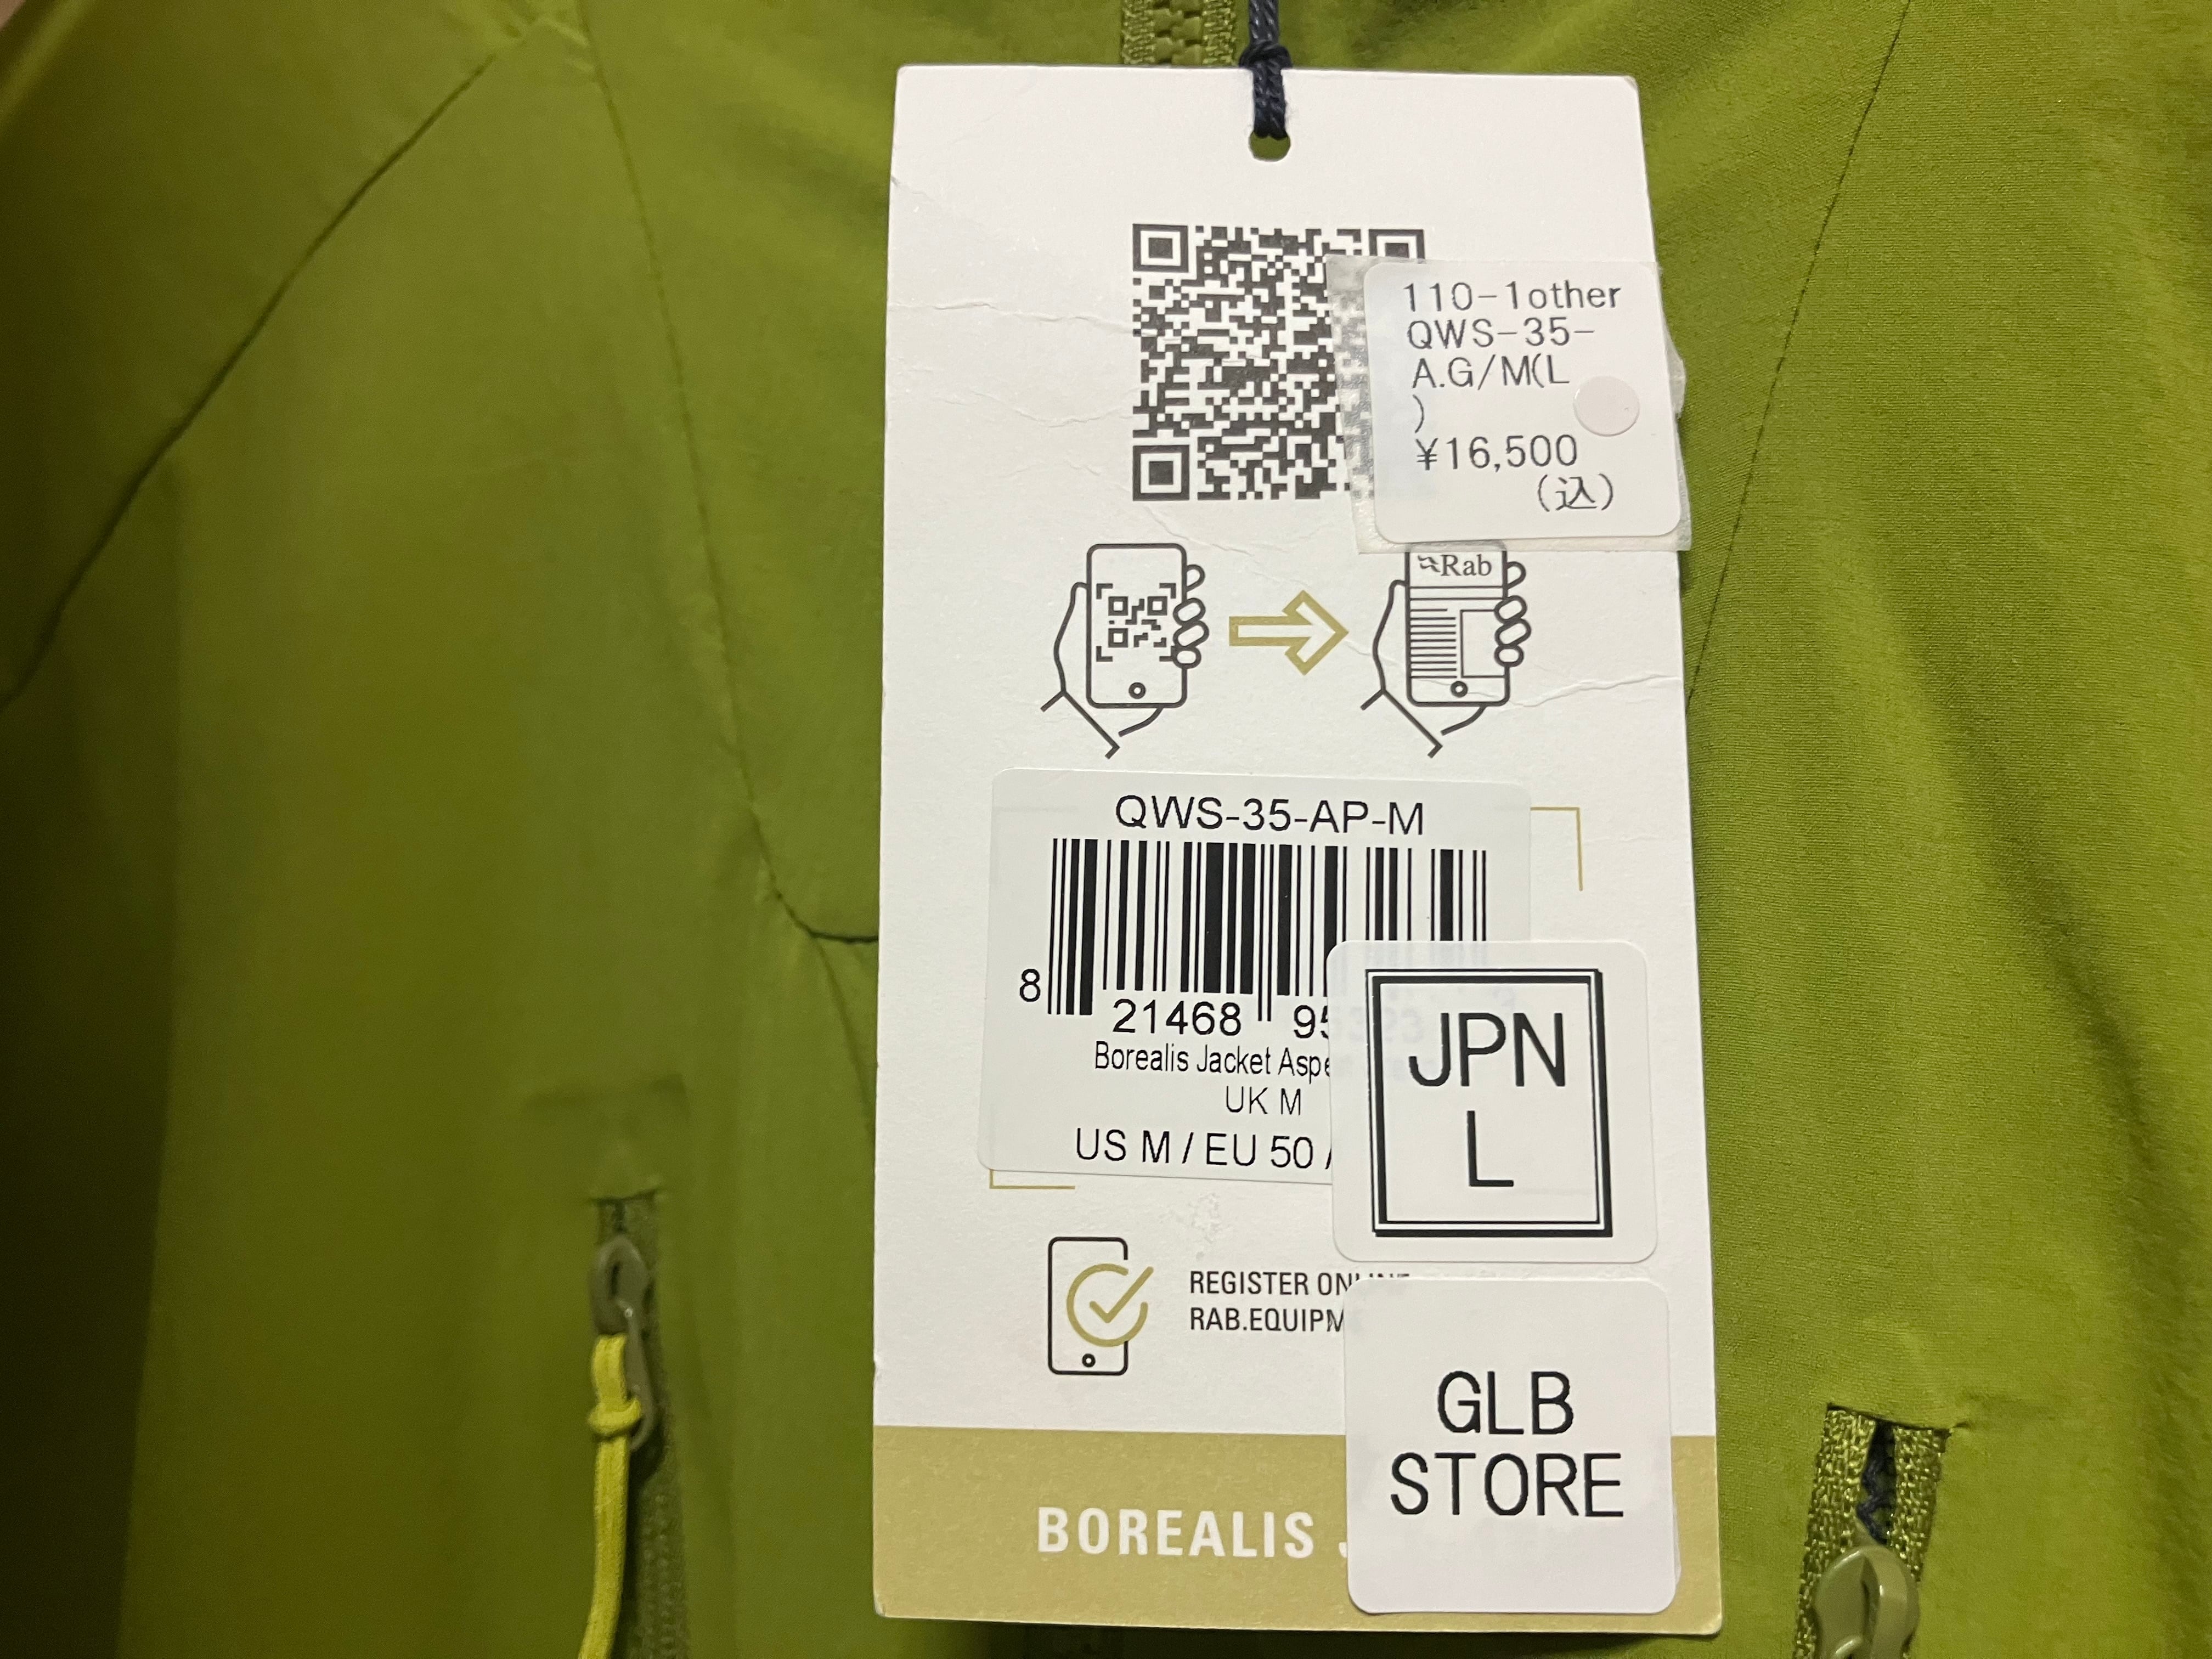 110-1other
QWS-35-
A.G/M(L
)
¥16,500
(込)
Rab
QWS-35-AP-M
8 21468
Borealis Jacket
UK M
US M / EU 50 /
JPN
L
REGISTER
GLB
STORE
BOREALIS